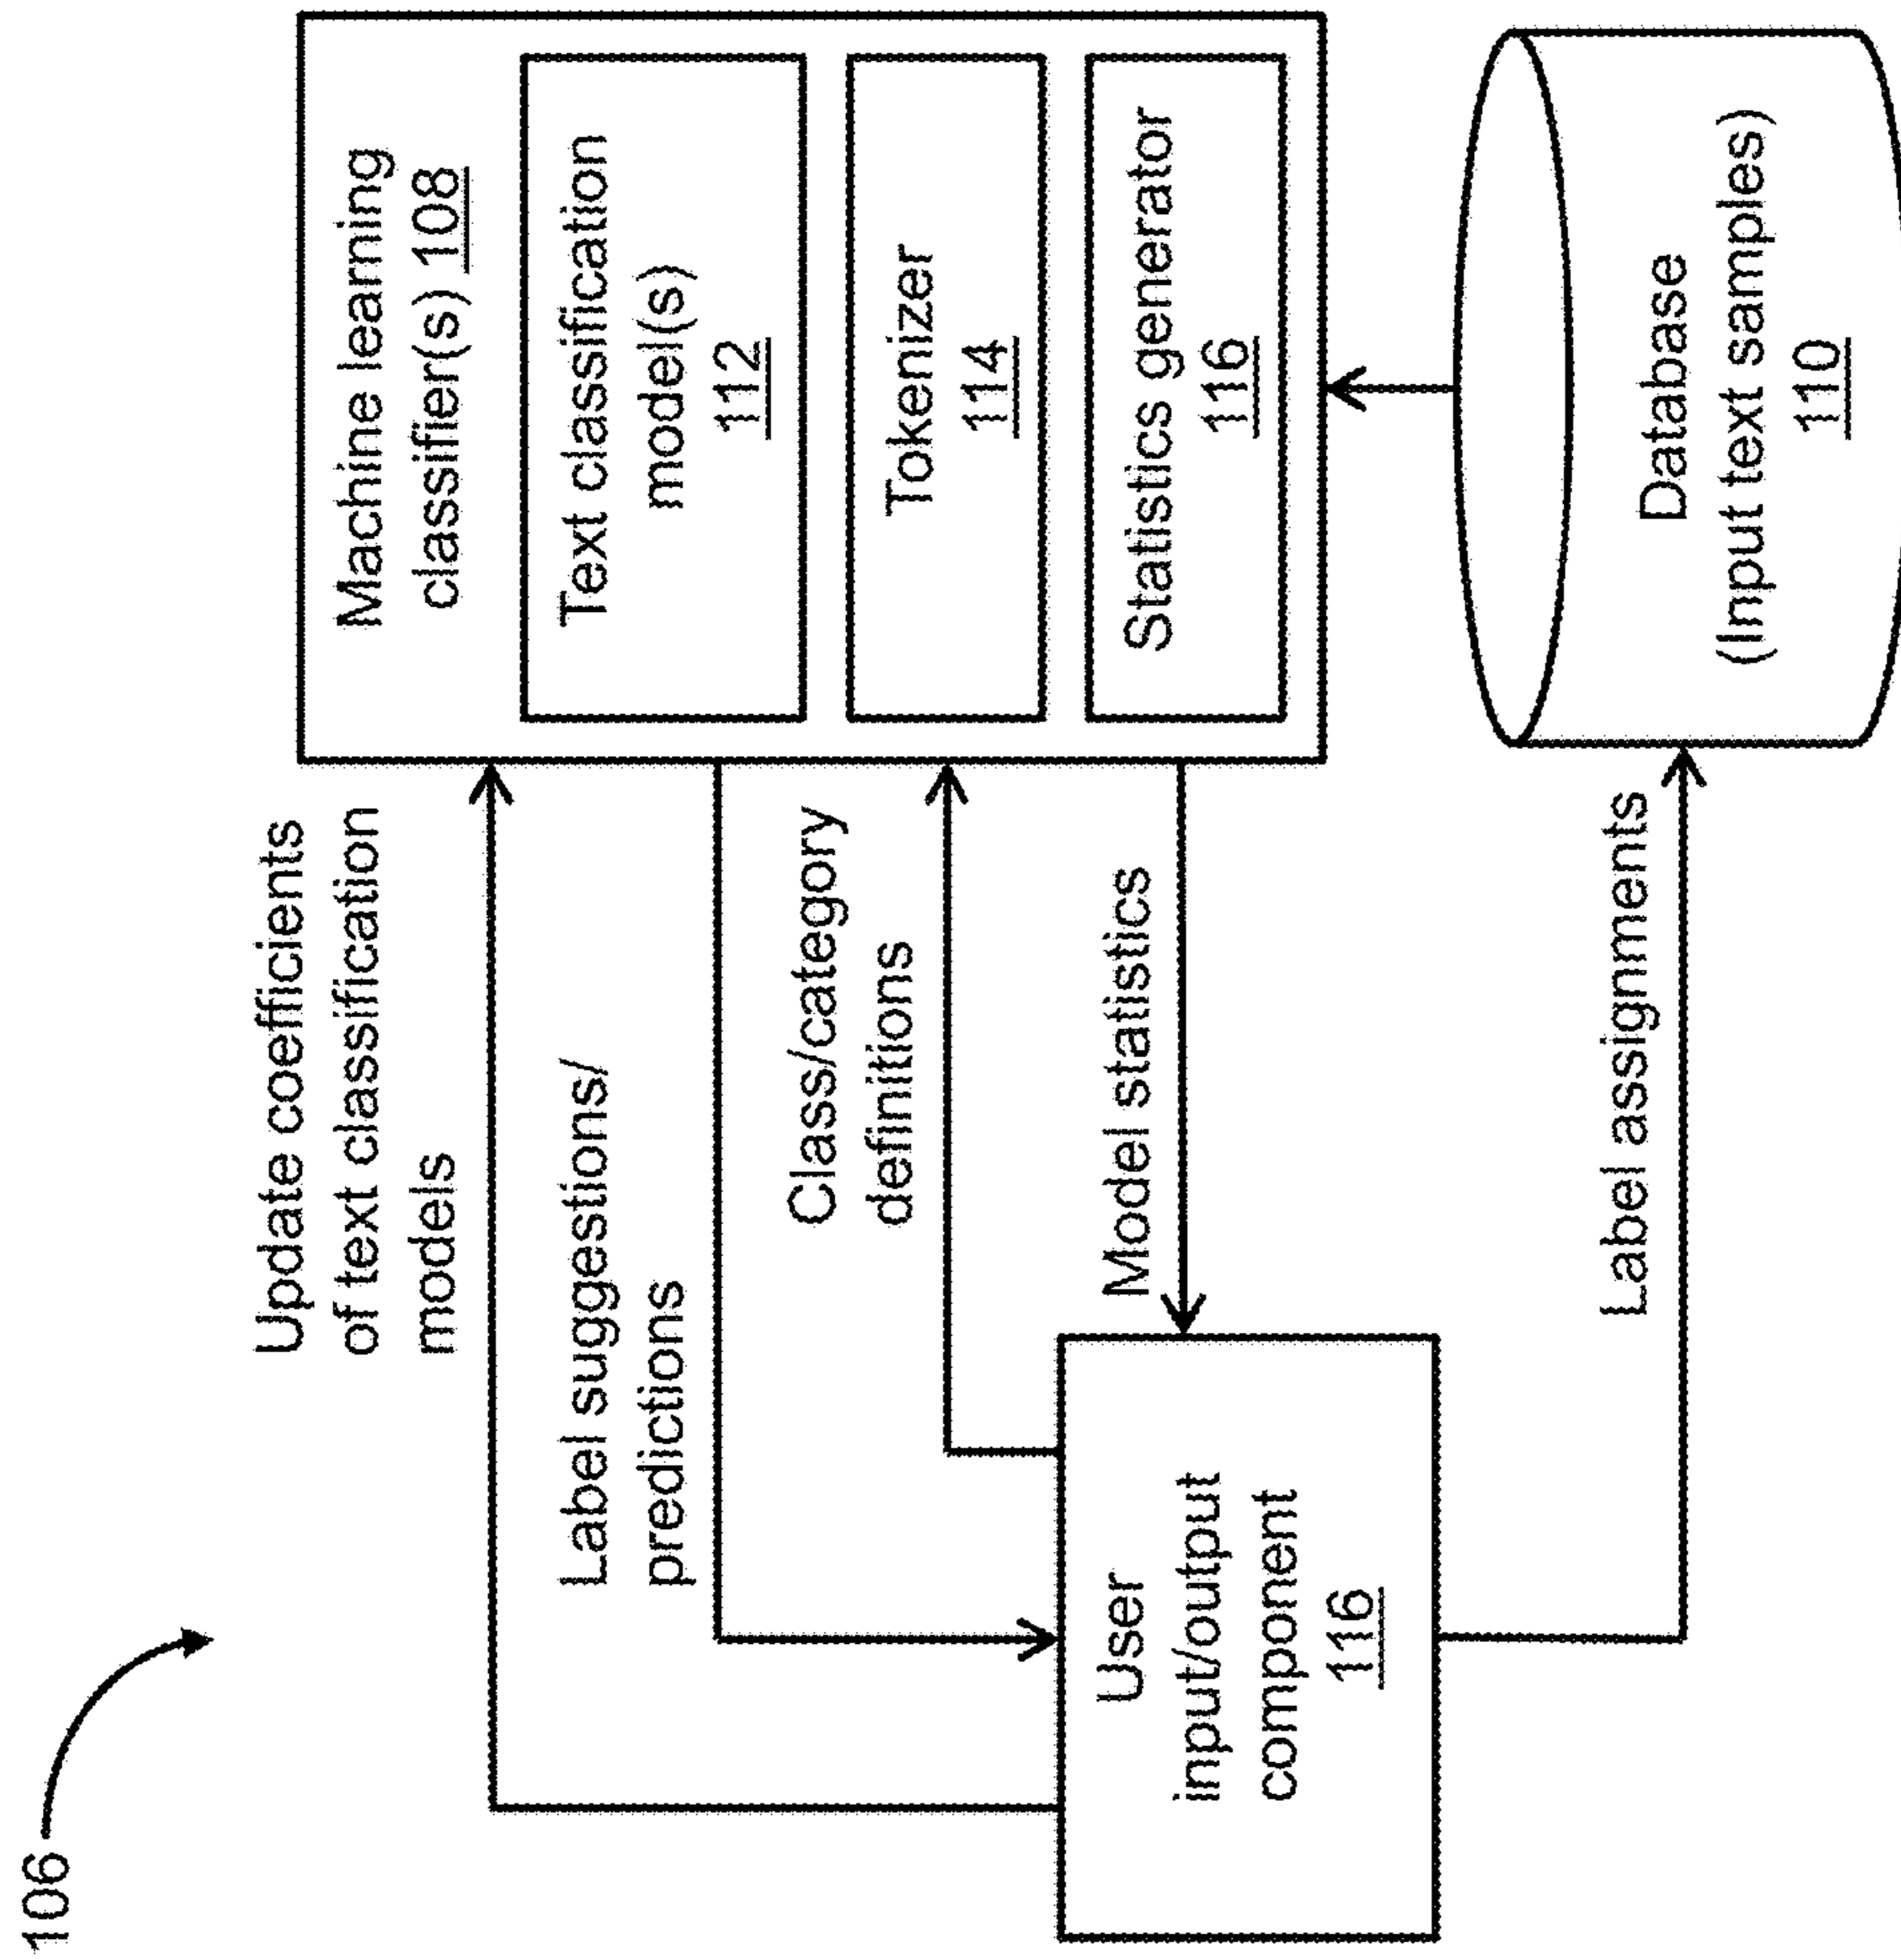 106
Update coefficients
of text classification
models
Label suggestions/
predictions
Class/category
definitions
Model statistics
Label assignments
User
input/output
component
116
Machine learning
classifier(s) 108
Text classification
model(s)
112
Tokenizer
114
Statistics generator
116
Database
(Input text samples)
110